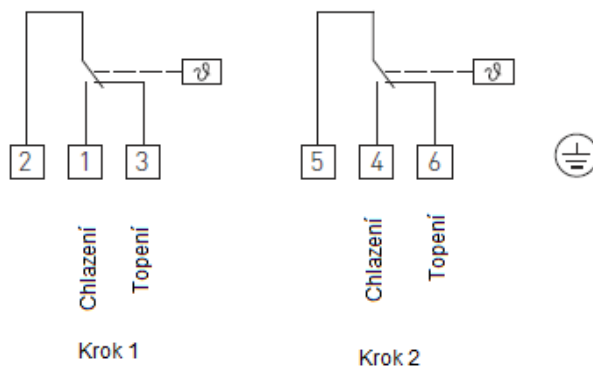 ϑ ϑ
2 1 3 5 4 6
Chlazení Topení Chlazení Topení
Krok 1 Krok 2